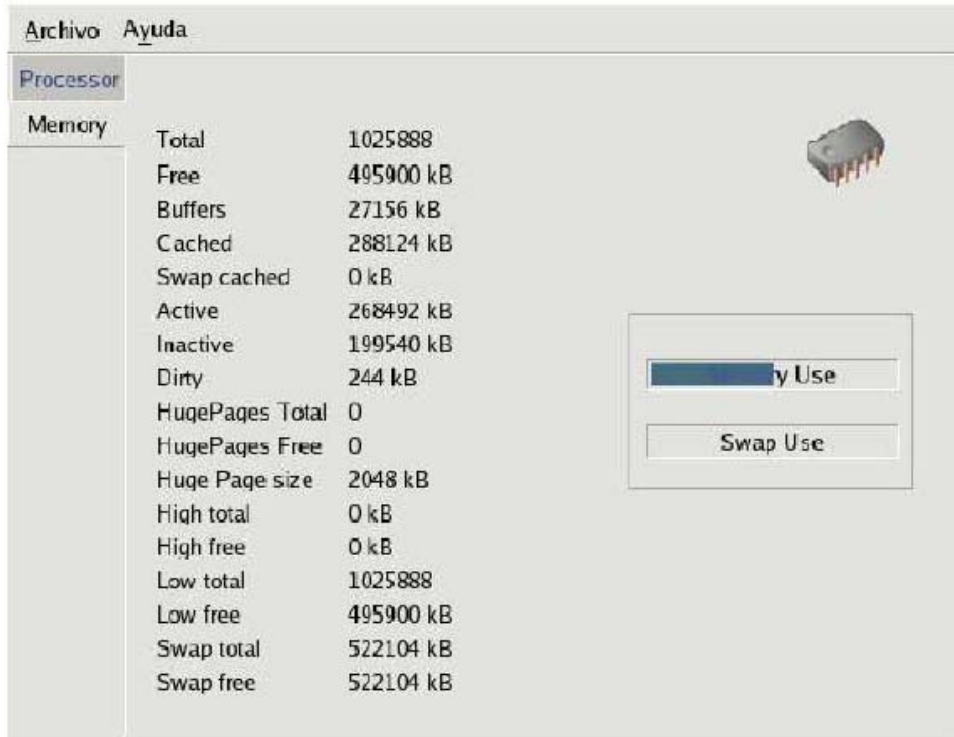 Archivo Ayuda
Processor
Memory
Total 1025888
Free 495900 kB
Buffers 27156 kB
Cached 288124 kB
Swap cached 0 kB
Active 268492 kB
Inactive 199540 kB
Dirty 244 kB
HugePages Total 0
HugePages Free 0
Huge Page size 2048 kB
High total 0 kB
High free 0 kB
Low total 1025888
Low free 495900 kB
Swap total 522104 kB
Swap free 522104 kB
y Use
Swap Use